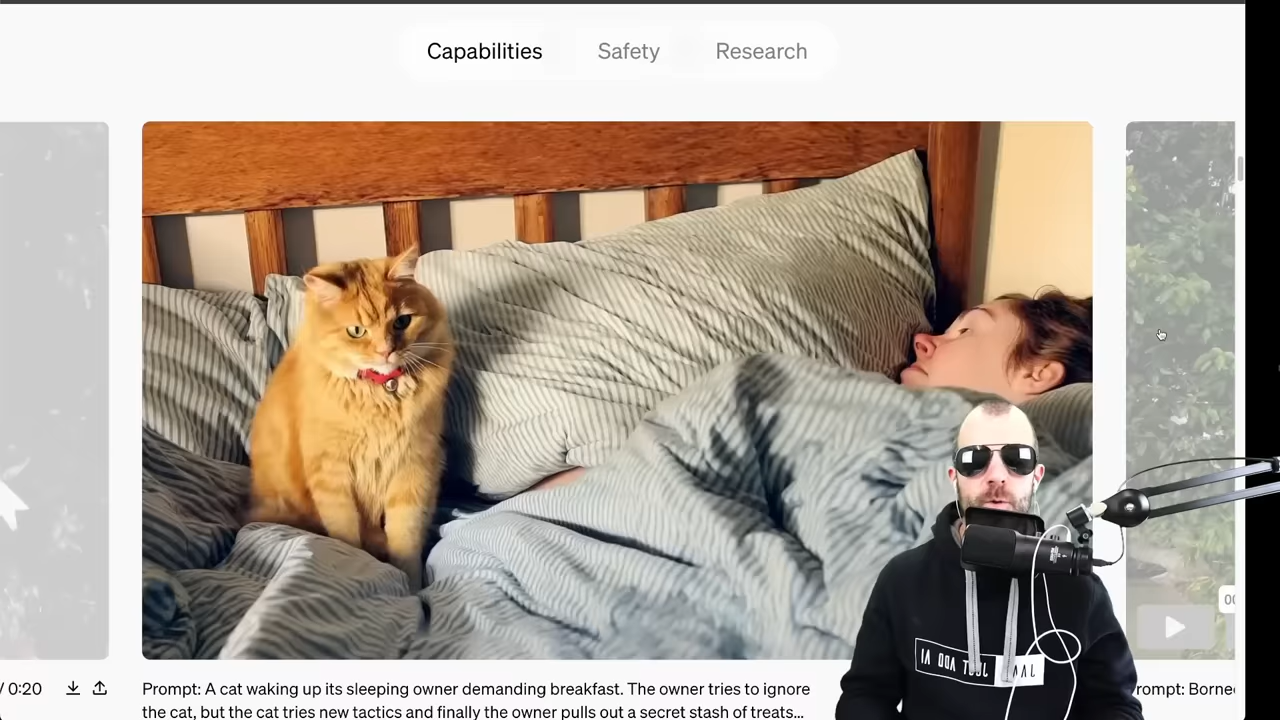 Capabilities Safety Research
00
/ 0:20
Prompt: A cat waking up its sleeping owner demanding breakfast. The owner tries to ignore
the cat, but the cat tries new tactics and finally the owner pulls out a secret stash of treats...
rompt: Borne